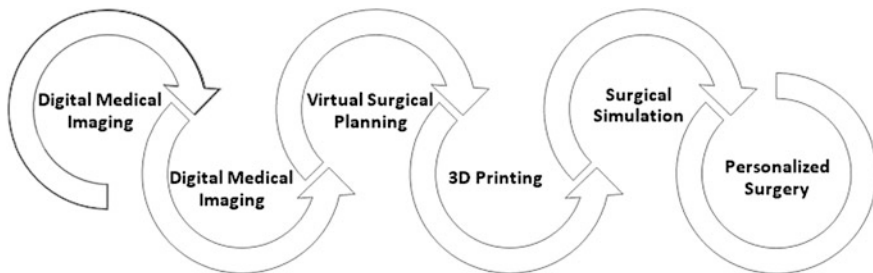 Digital Medical
Imaging
Digital Medical
Imaging
Virtual Surgical
Planning
3D Printing
Surgical
Simulation
Personalized
Surgery